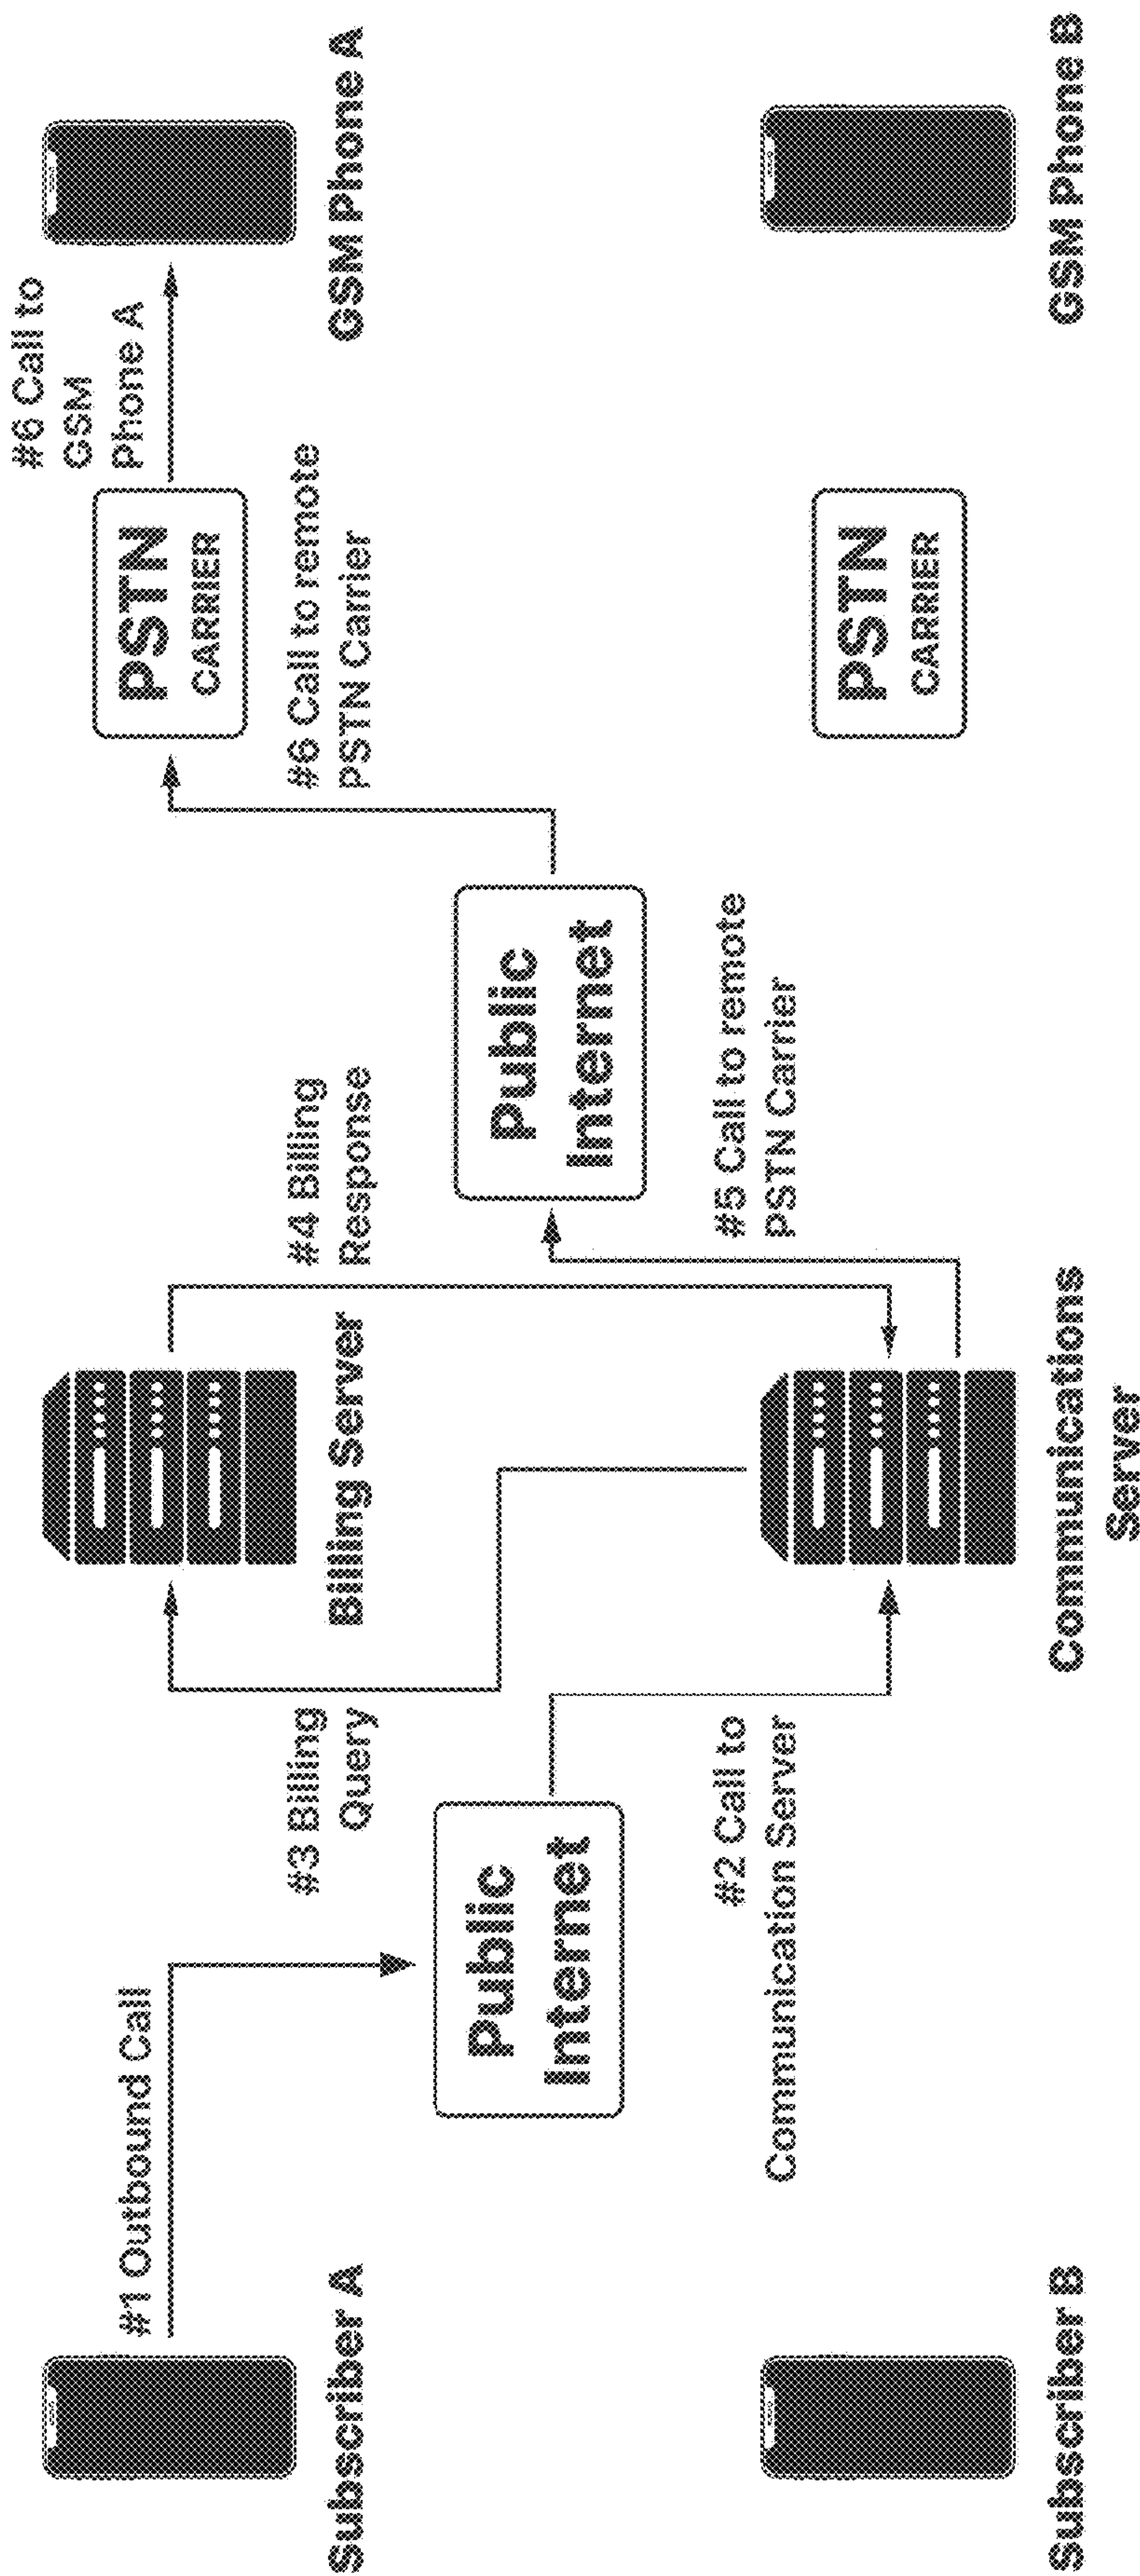 #1 Outbound Call
Subscriber A
Subscriber B
Public
Internet
#2 Call to
Communication Server
#3 Billing
Query
Billing Server
#4 Billing
Response
Communications
Server
Public
Internet
#5 Call to remote
PSTN Carrier
#6 Call to remote
PSTN Carrier
PSTN
CARRIER
#6 Call to
GSM
Phone A
GSM Phone A
PSTN
CARRIER
GSM Phone B